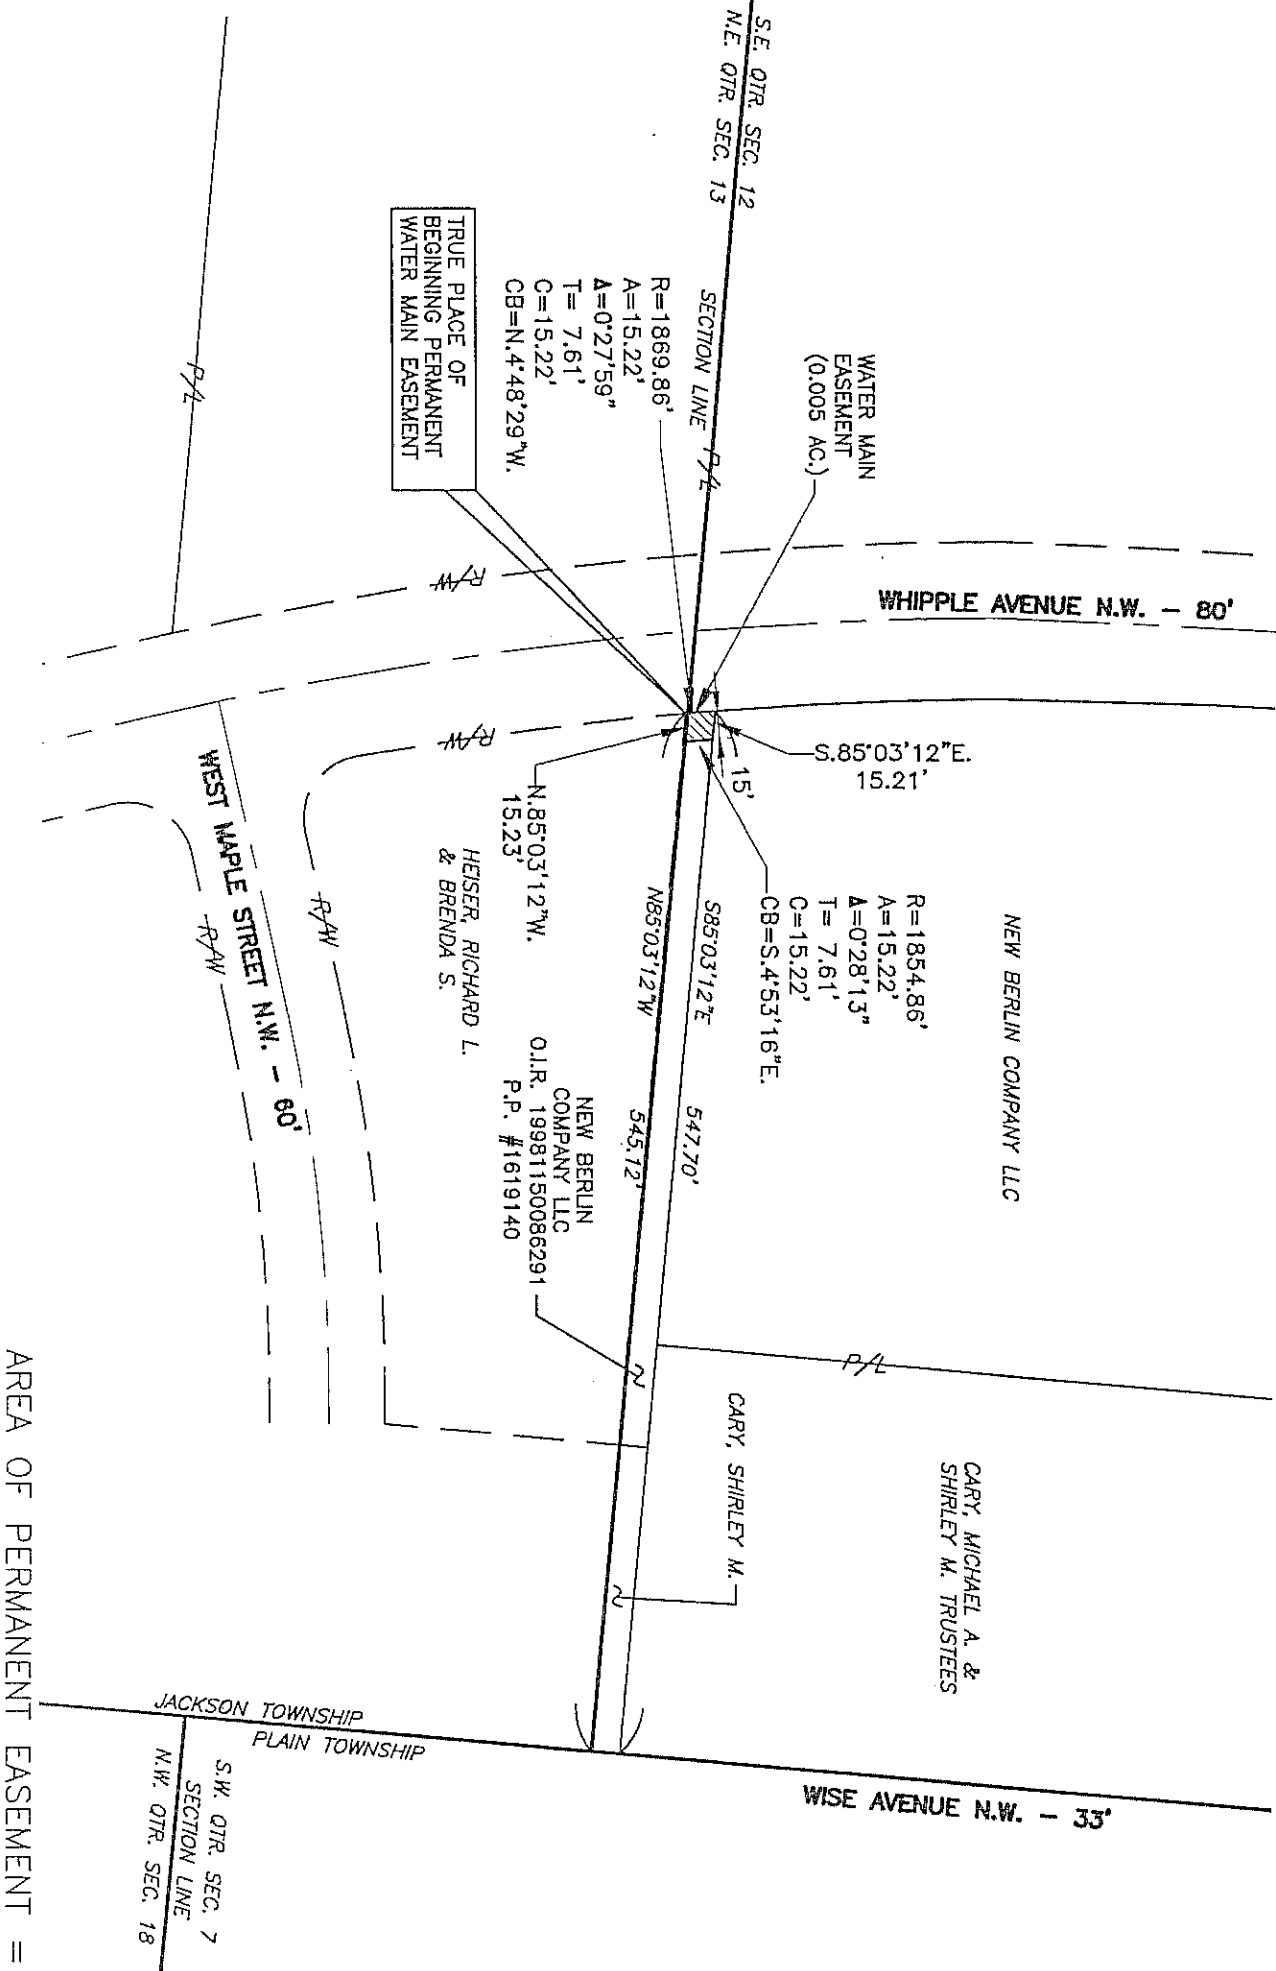 S.E. QTR. SEC. 12
N.E. QTR. SEC. 13
SECTION LINE P/L
WATER MAIN
EASEMENT
(0.005 AC.)
R=1869.86'
A=15.22'
Δ=0°27'59"
T= 7.61'
C=15.22'
CB=N.4°48'29"W.
TRUE PLACE OF
BEGINNING PERMANENT
WATER MAIN EASEMENT
P/L
R/W
WHIPPLE AVENUE N.W. - 80'
R/W
S.85°03'12"E.
15.21'
15'
N.85°03'12"W.
15.23'
R=1854.86'
A=15.22'
Δ=0°28'13"
T= 7.61'
C=15.22'
CB=S.4°53'16"E.
NEW BERLIN COMPANY LLC
S85°03'12"E 547.70'
N85°03'12"W 545.12'
HEISER, RICHARD L.
& BRENDA S.
WEST MAPLE STREET N.W. - 60'
R/W
R/W
NEW BERLIN
COMPANY LLC
O.I.R. 19981150086291
P.P. #1619140
P/L
CARY, SHIRLEY M.
CARY, MICHAEL A. &
SHIRLEY M. TRUSTEES
JACKSON TOWNSHIP
PLAIN TOWNSHIP
WISE AVENUE N.W. - 33'
S.W. QTR. SEC. 7
SECTION LINE
N.W. QTR. SEC. 18
AREA OF PERMANENT EASEMENT =